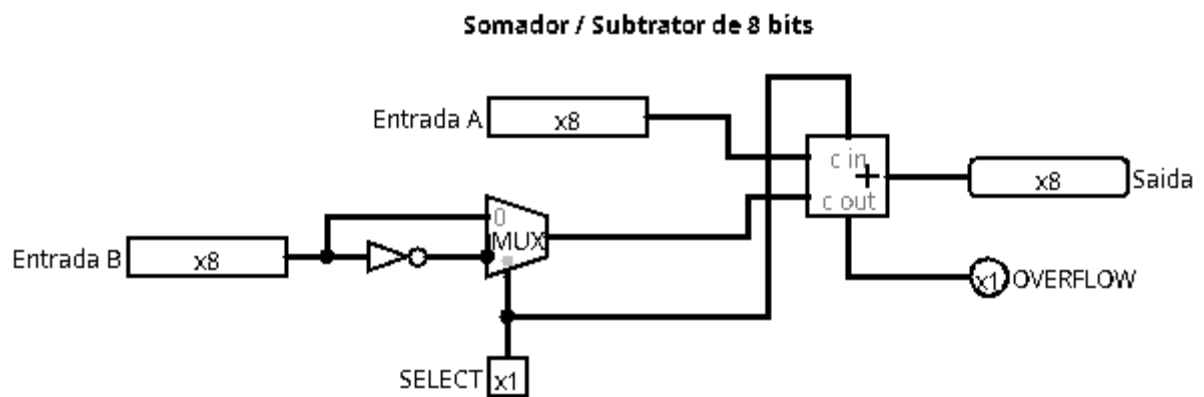 Somador / Subtrator de 8 bits
Entrada A x8
c in
+
x8 Saida
c out
0
MUX
Entrada B x8
x1 OVERFLOW
SELECT x1